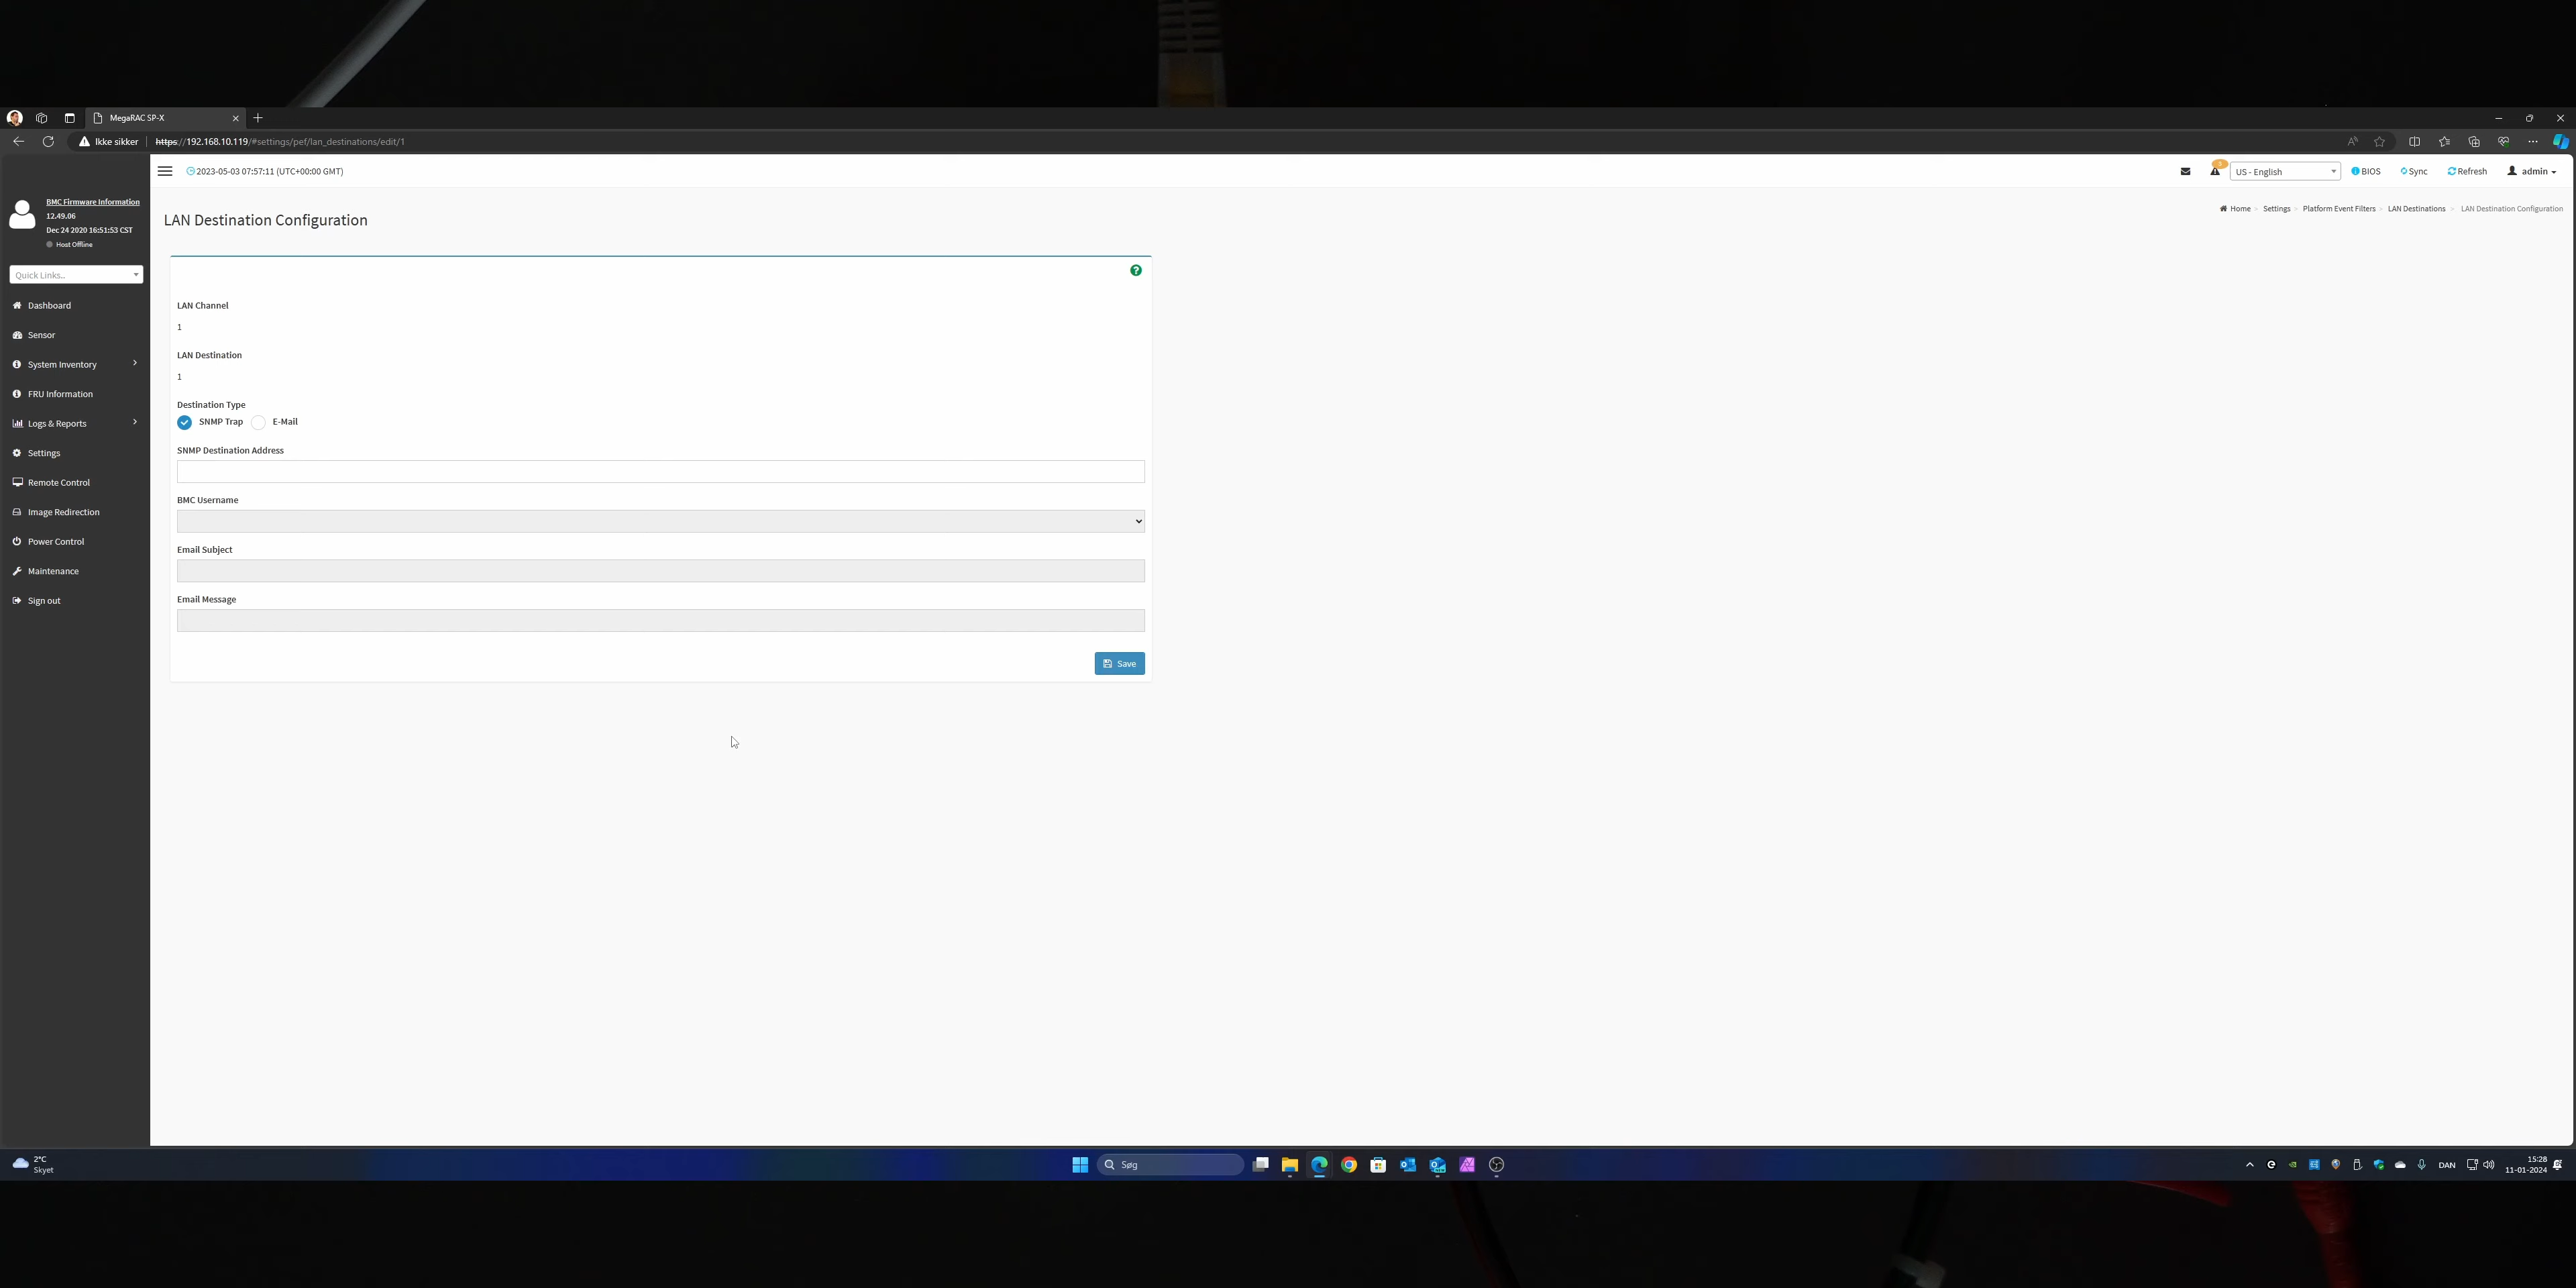 MegaRAC SP-X
Ikke sikker
https://192.168.10.119/#settings/pef/lan_destinations/edit/1
2023-05-03 07:57:11 (UTC+00:00 GMT)
US - English
BIOS
Sync
Refresh
admin
BMC Firmware Information
12.49.06
Dec 24 2020 16:51:53 CST
Host Offline
Quick Links..
Dashboard
Sensor
System Inventory
FRU Information
Logs & Reports
Settings
Remote Control
Image Redirection
Power Control
Maintenance
Sign out
LAN Destination Configuration
Home > Settings > Platform Event Filters > LAN Destinations > LAN Destination Configuration
LAN Channel
1
LAN Destination
1
Destination Type
SNMP Trap E-Mail
SNMP Destination Address
BMC Username
Email Subject
Email Message
Save
2°C
Skyet
Søg
DAN
15:28
11-01-2024